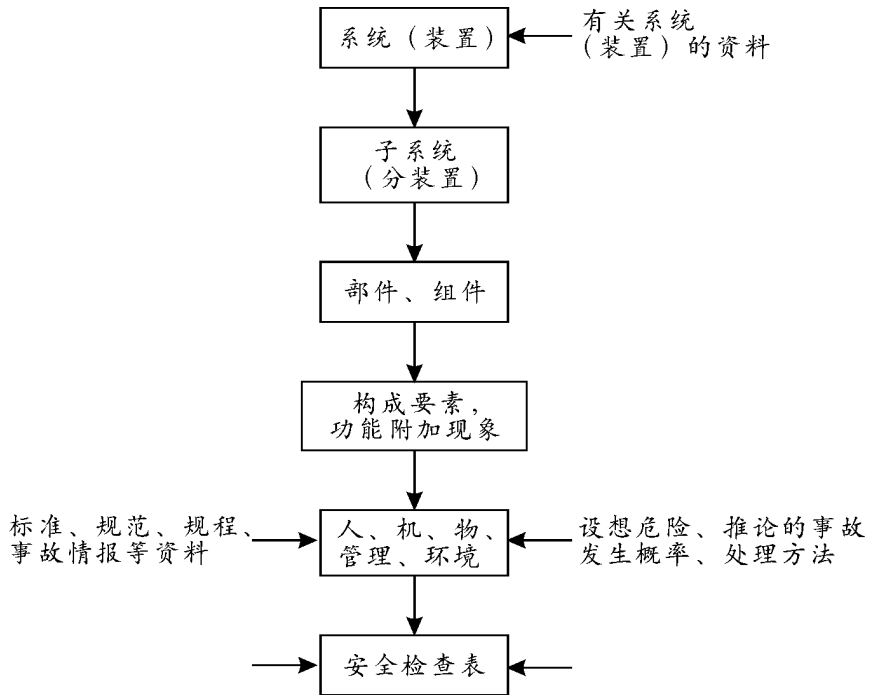 系统（装置）
有关系统
（装置）的资料
子系统
（分装置）
部件、组件
构成要素，
功能附加现象
标准、规范、规程、
事故情报等资料
人、机、物、
管理、环境
设想危险、推论的事故
发生概率、处理方法
安全检查表